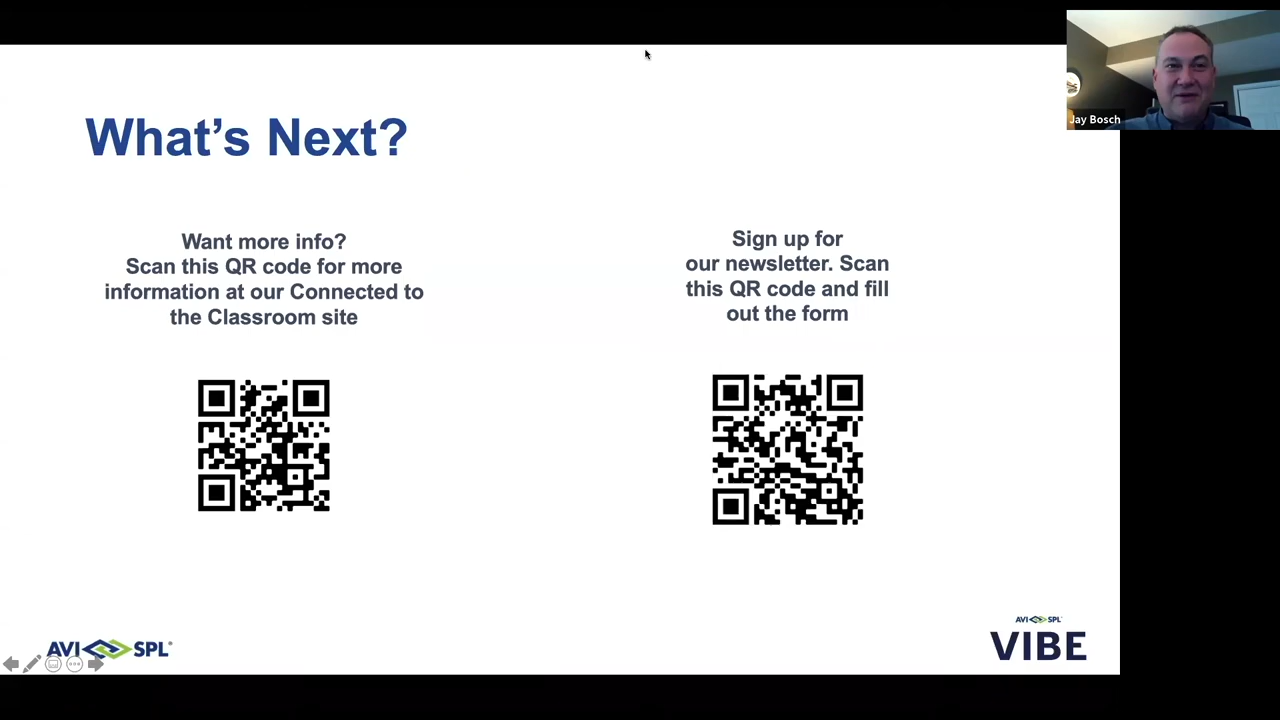 Jay Bosch
What's Next?
Want more info?
Scan this QR code for more
information at our Connected to
the Classroom site
Sign up for
our newsletter. Scan
this QR code and fill
out the form
AVI SPL®
AVI SPL
VIBE